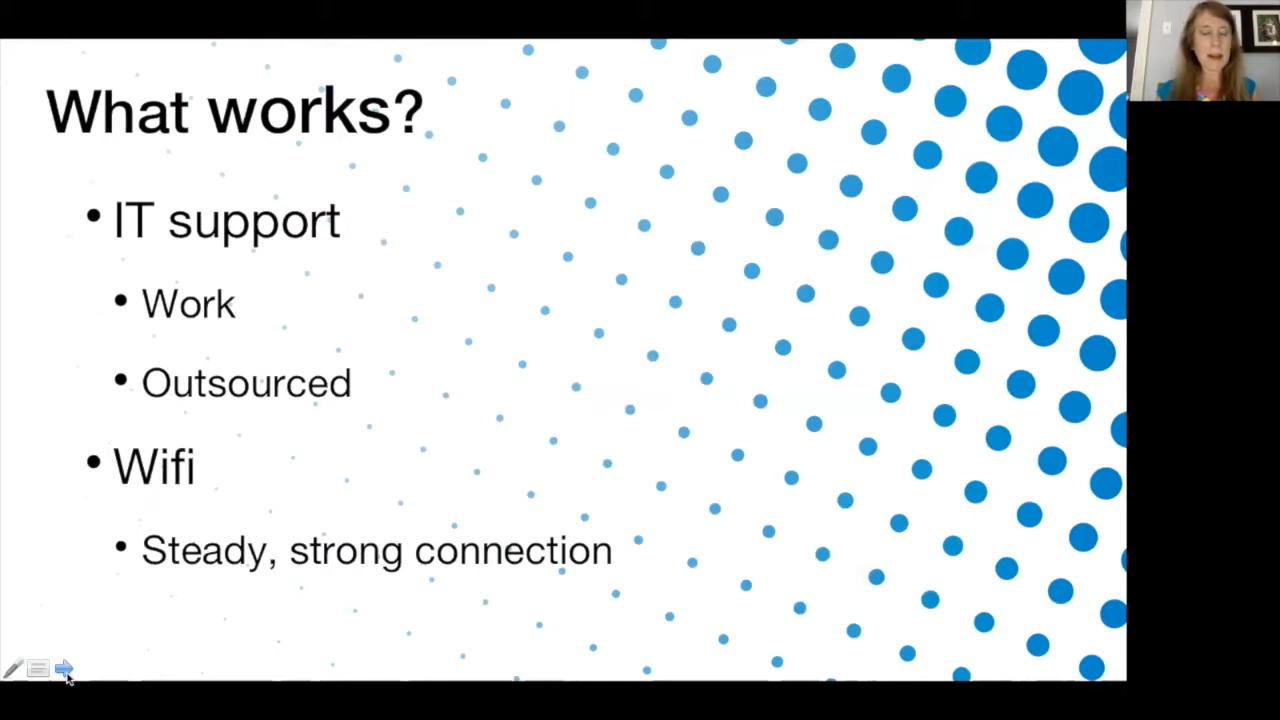 What works?
• IT support
• Work
• Outsourced
• Wifi
• Steady, strong connection